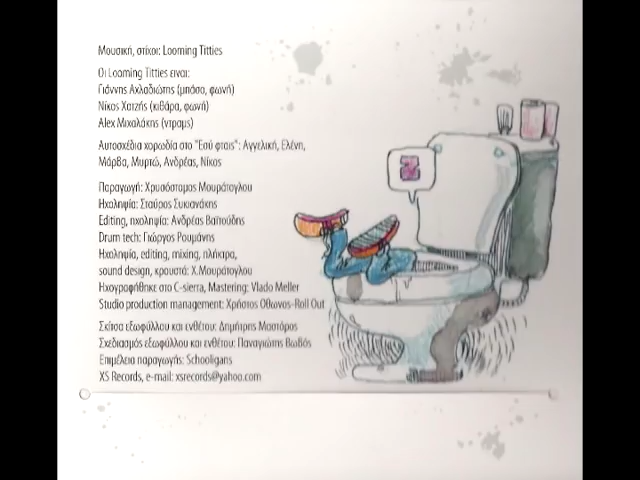 Μουσική, στίχοι: Looming Titties
Οι Looming Titties ειναι:
Γιάννης Αχλαδιώτης (μπάσο, φωνή)
Νίκος Χατζής (κιθάρα, φωνή)
Alex Μιχαλάκης (ντραμς)
Αυτοσχέδια χορωδία στο "Εσύ φταις": Αγγελική, Ελένη,
Μάρθα, Μυρτώ, Ανδρέας, Νίκος
Παραγωγή: Χρυσόστομος Μουράτογλου
Ηχοληψία: Σταύρος Συκιανάκης
Editing, ηχοληψία: Ανδρέας Βαϊτούδης
Drum tech: Γιώργος Ρουμάνης
Ηχοληψία, editing, mixing, πλήκτρα,
sound design, κρουστά: Χ.Μουράτογλου
Ηχογραφήθηκε στο C-sierra, Mastering: Vlado Meller
Studio production management: Χρήστος Οθωνος-Roll Out
Σκίτσα εξωφύλλου και ενθέτου: Δημήτρης Μαστόρος
Σχεδιασμός εξωφύλλου και ενθέτου: Παναγιώτης Βωβός
Επιμέλεια παραγωγής: Schooligans
XS Records, e-mail: xsrecords@yahoo.com